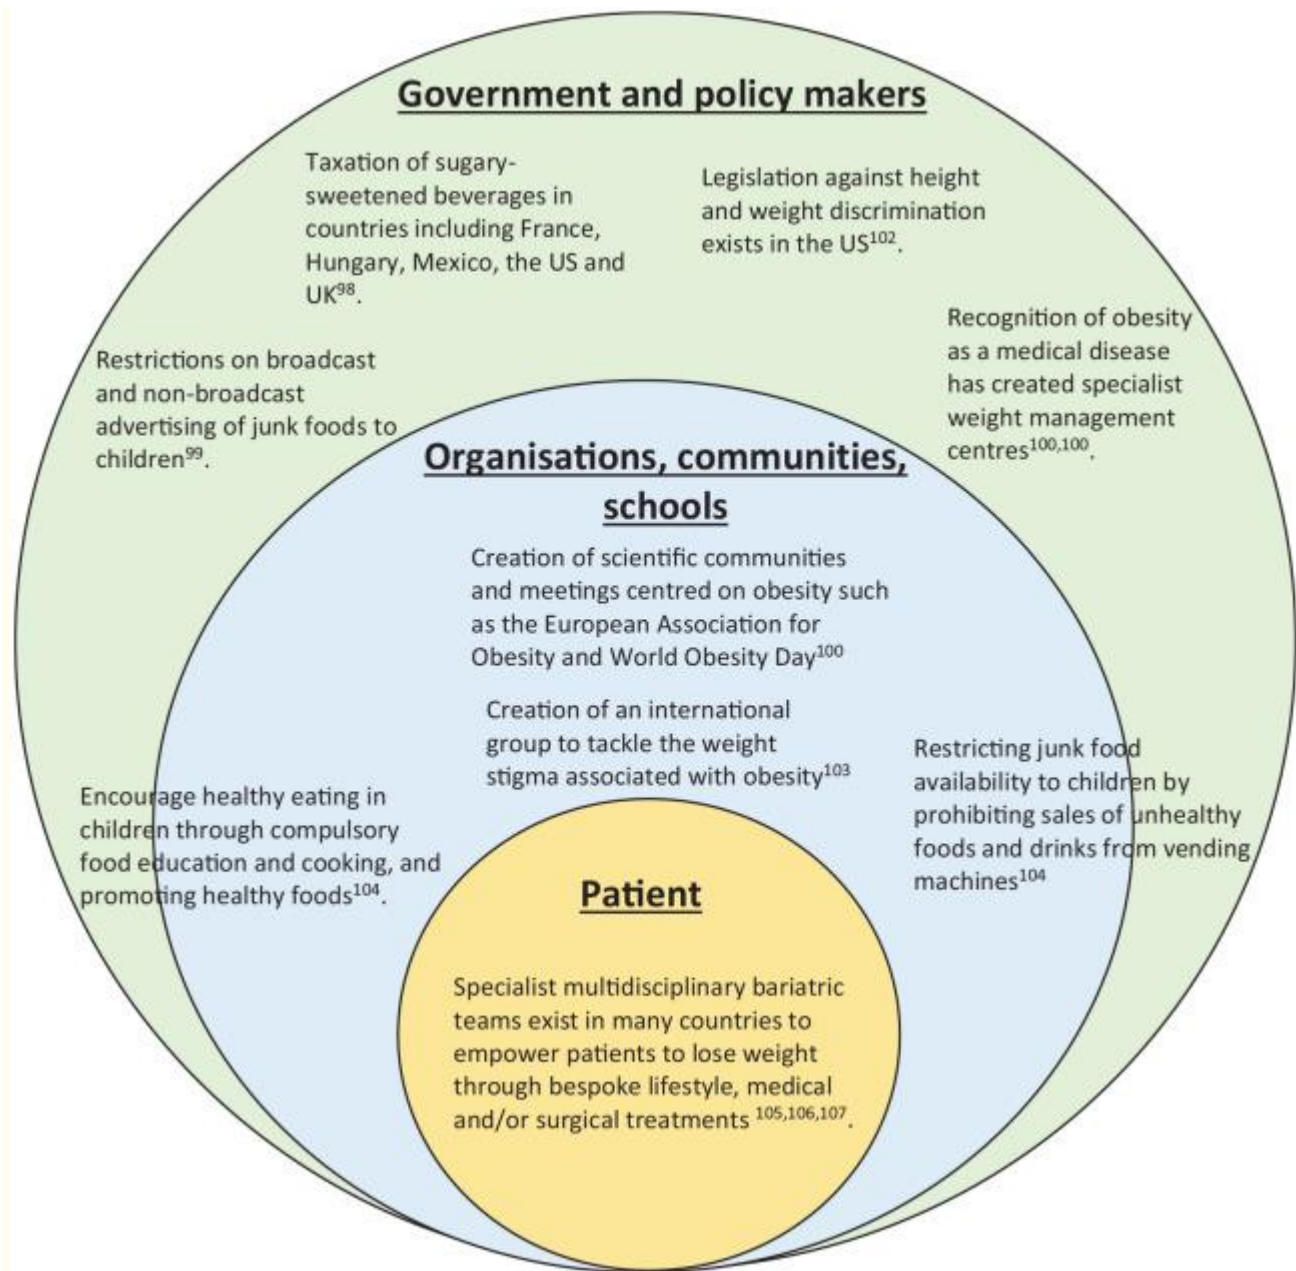 Government and policy makers
Taxation of sugary-
sweetened beverages in
countries including France,
Hungary, Mexico, the US and
UK98.
Legislation against height
and weight discrimination
exists in the US102.
Restrictions on broadcast
and non-broadcast
advertising of junk foods to
children99.
Recognition of obesity
as a medical disease
has created specialist
weight management
centres100,100.
Organisations, communities,
schools
Creation of scientific communities
and meetings centred on obesity such
as the European Association for
Obesity and World Obesity Day100
Creation of an international
group to tackle the weight
stigma associated with obesity103
Encourage healthy eating in
children through compulsory
food education and cooking, and
promoting healthy foods104.
Restricting junk food
availability to children by
prohibiting sales of unhealthy
foods and drinks from vending
machines104
Patient
Specialist multidisciplinary bariatric
teams exist in many countries to
empower patients to lose weight
through bespoke lifestyle, medical
and/or surgical treatments 105,106,107.